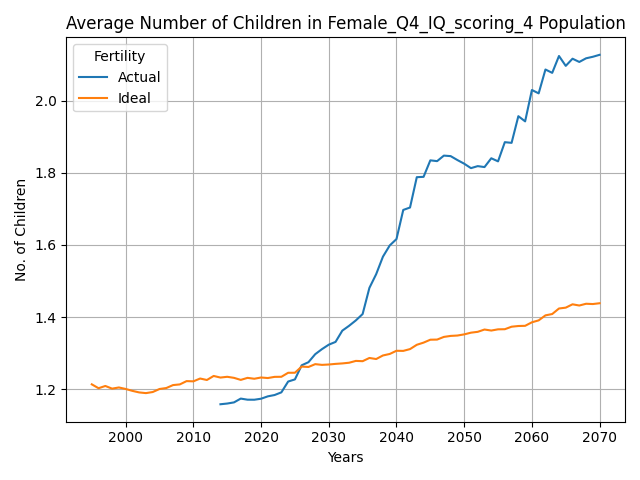 Average Number of Children in Female_Q4_IQ_scoring_4 Population
Fertility
Actual
Ideal
No. of Children
2.0
1.8
1.6
1.4
1.2
2000 2010 2020 2030 2040 2050 2060 2070
Years